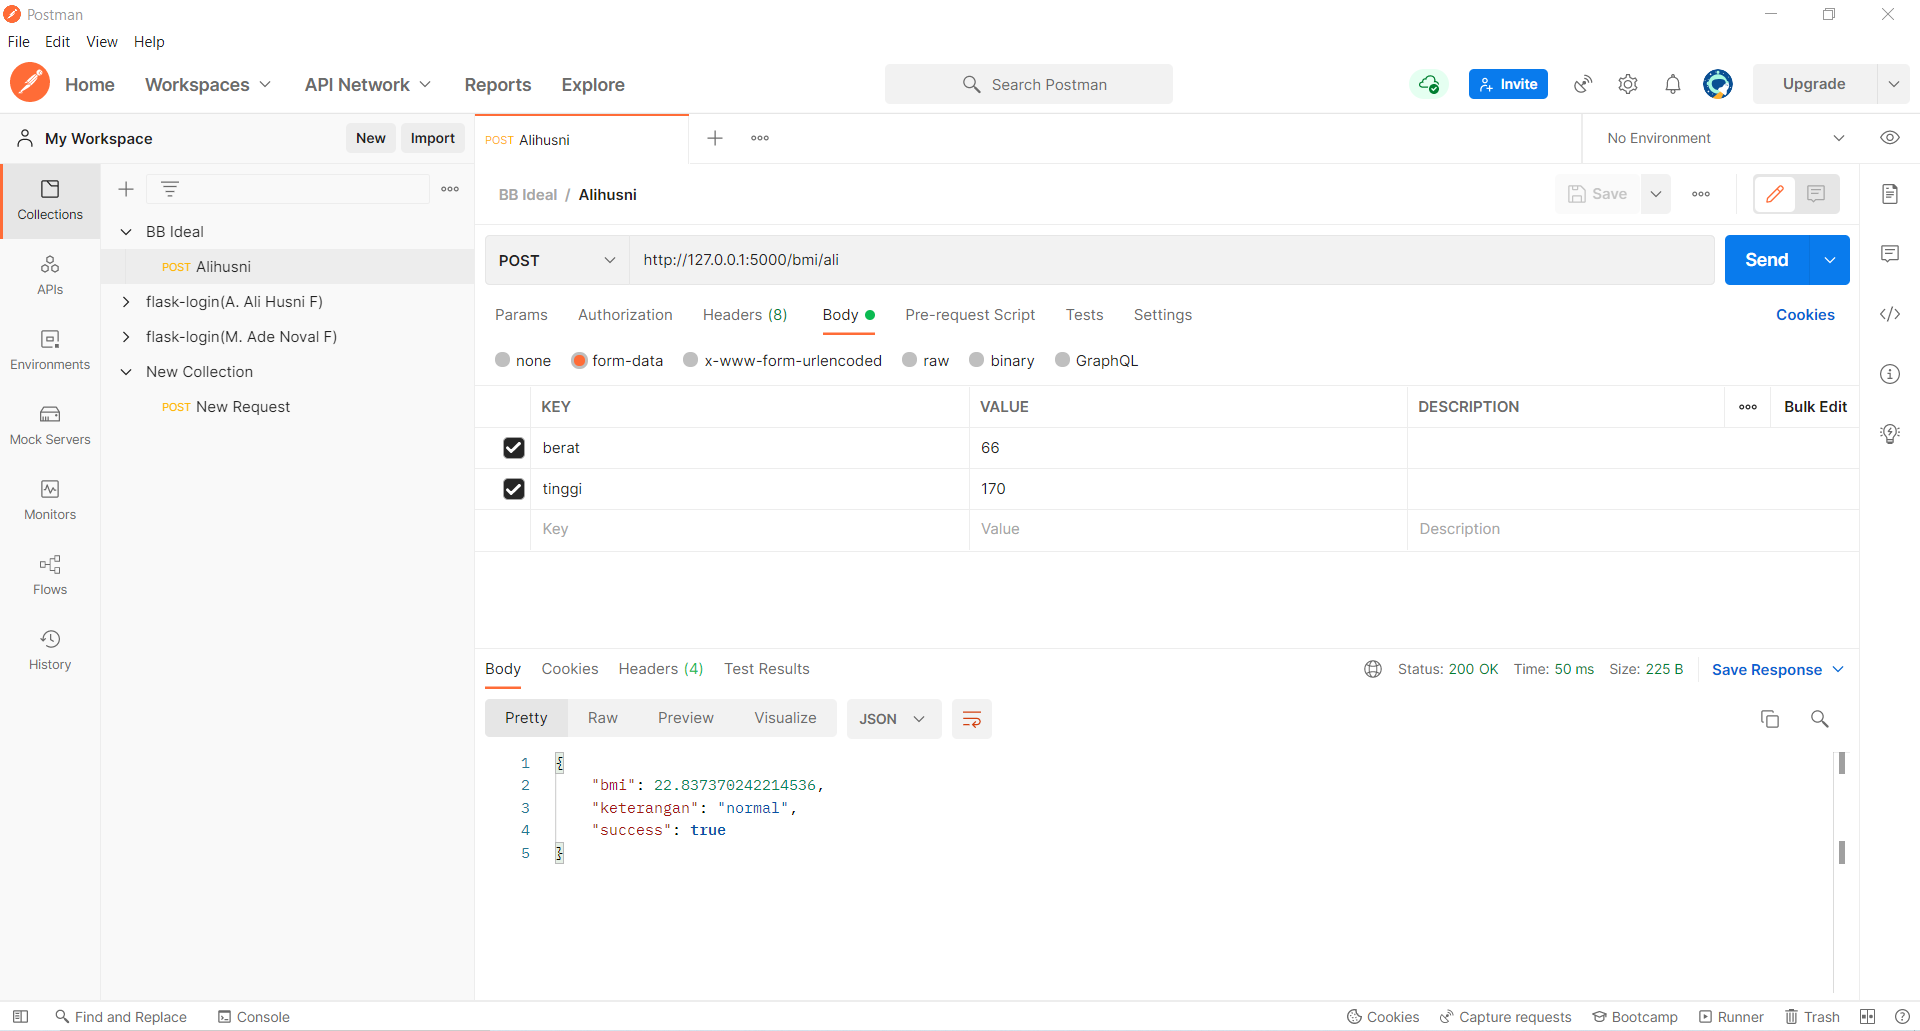 Postman
File Edit View Help
Home Workspaces API Network Reports Explore Search Postman Invite Upgrade
My Workspace New Import POST Alihusni No Environment
BB Ideal / Alihusni Save
Collections
BB Ideal
POST Alihusni
flask-login(A. Ali Husni F)
flask-login(M. Ade Noval F)
New Collection
POST New Request
APIs
Environments
Mock Servers
Monitors
Flows
History
POST http://127.0.0.1:5000/bmi/ali Send
Params Authorization Headers (8) Body Pre-request Script Tests Settings Cookies
none form-data x-www-form-urlencoded raw binary GraphQL
KEY VALUE DESCRIPTION Bulk Edit
berat 66
tinggi 170
Key Value Description
Body Cookies Headers (4) Test Results Status: 200 OK Time: 50 ms Size: 225 B Save Response
Pretty Raw Preview Visualize JSON
1 {
2 "bmi": 22.837370242214536,
3 "keterangan": "normal",
4 "success": true
5 }
Find and Replace Console Cookies Capture requests Bootcamp Runner Trash